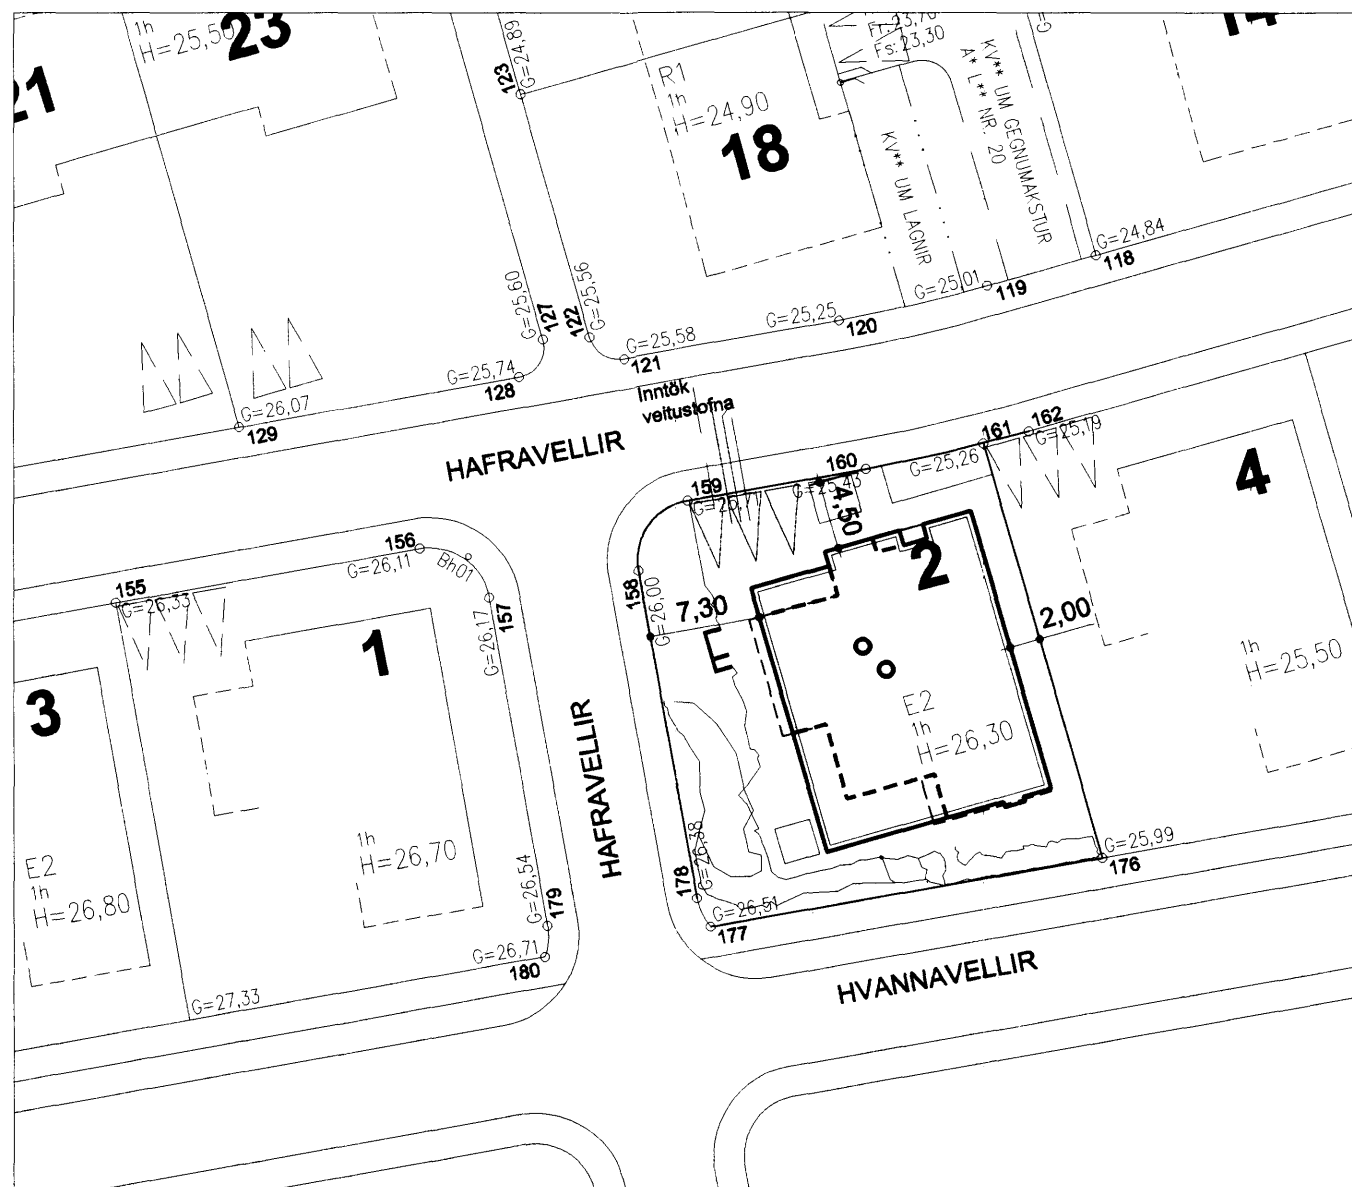 1h
H=25,50
23
21
123
G=24,89
R1
1h
H=24,90
18
Fr.23,70
Fs:23,30
KV** UM LAGNIR
KV** UM GEGNUMAKSTUR
A* L** NR. 20
14
G=24,84
118
G=25,01
119
G=25,25
120
G=25,60
127
122
G=25,56
G=25,58
121
G=25,74
128
G=26,07
129
Inntök
veitustofna
HAFRAVELLIR
159
G=25,77
160
G=25,43
161
G=25,26
162
G=25,19
4,50
2
4
156
G=26,11
Bh01
155
G=26,33
157
G=26,17
158
G=26,00
7,30
2,00
1
3
1h
H=25,50
E2
1h
H=26,30
HAFRAVELLIR
1h
H=26,70
E2
1h
H=26,80
G=26,54
179
G=26,71
180
G=27,33
178
G=26,38
G=26,51
177
G=25,99
176
HVANNAVELLIR